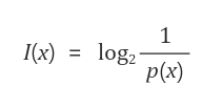 I(x) = log₂ 1/p(x)